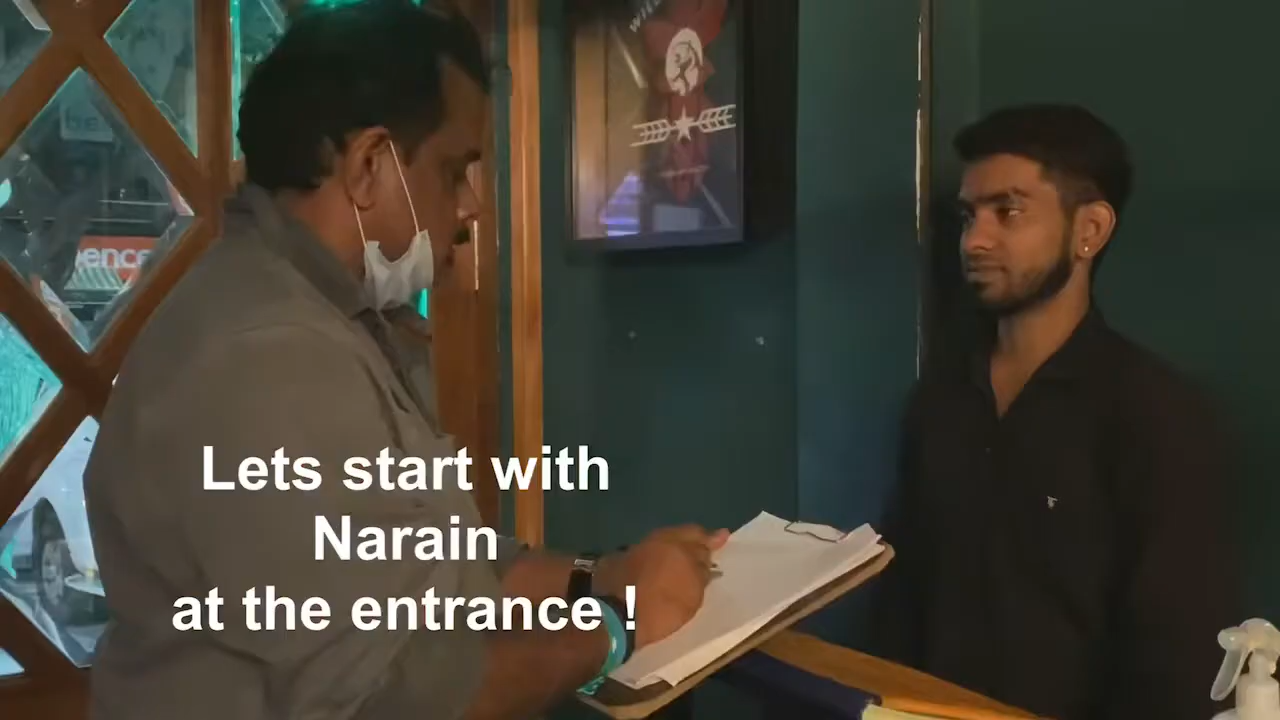 Lets start with
Narain
at the entrance !